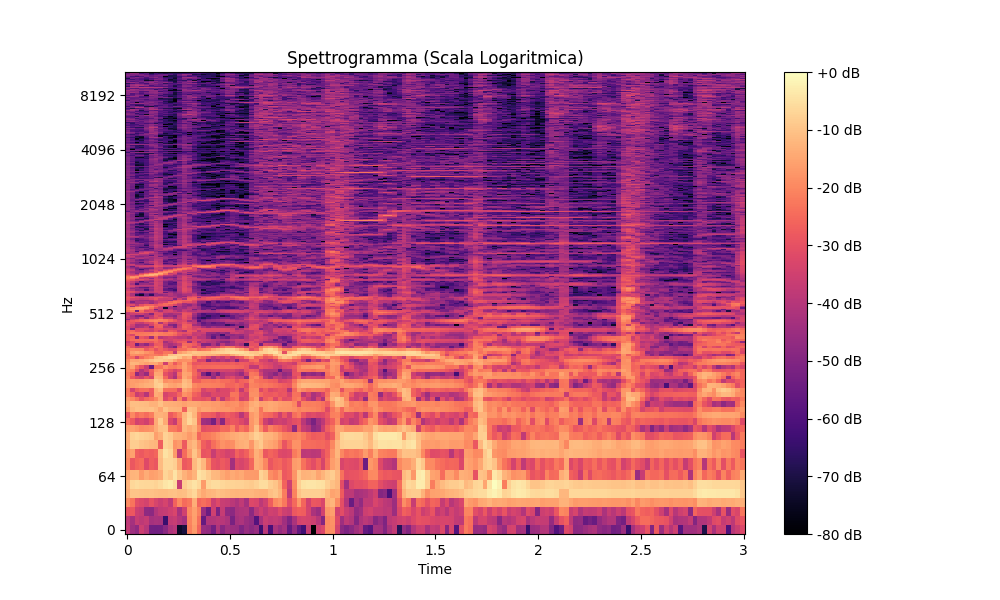 Spettrogramma (Scala Logaritmica)
Hz
8192
4096
2048
1024
512
256
128
64
0
0 0.5 1 1.5 2 2.5 3
Time
+0 dB
-10 dB
-20 dB
-30 dB
-40 dB
-50 dB
-60 dB
-70 dB
-80 dB